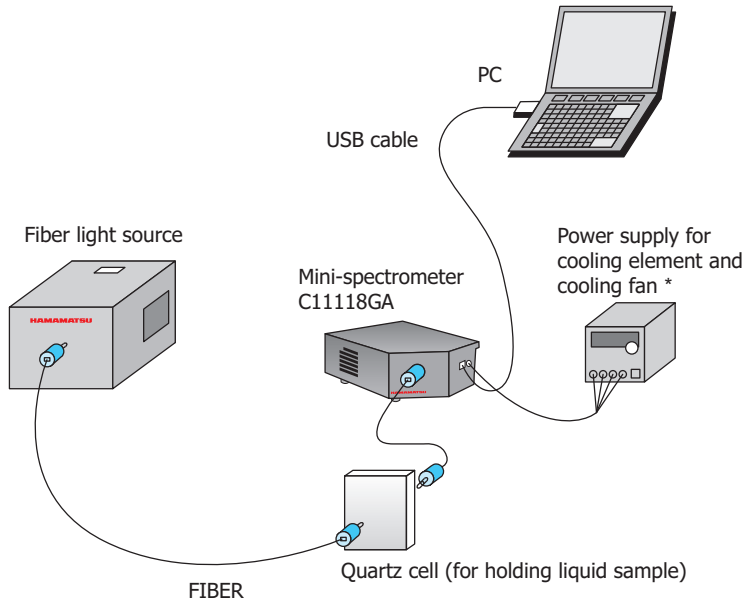 PC
USB cable
Fiber light source
Power supply for
cooling element and
cooling fan *
Mini-spectrometer
C11118GA
HAMAMATSU
HAMAMATSU
Quartz cell (for holding liquid sample)
FIBER